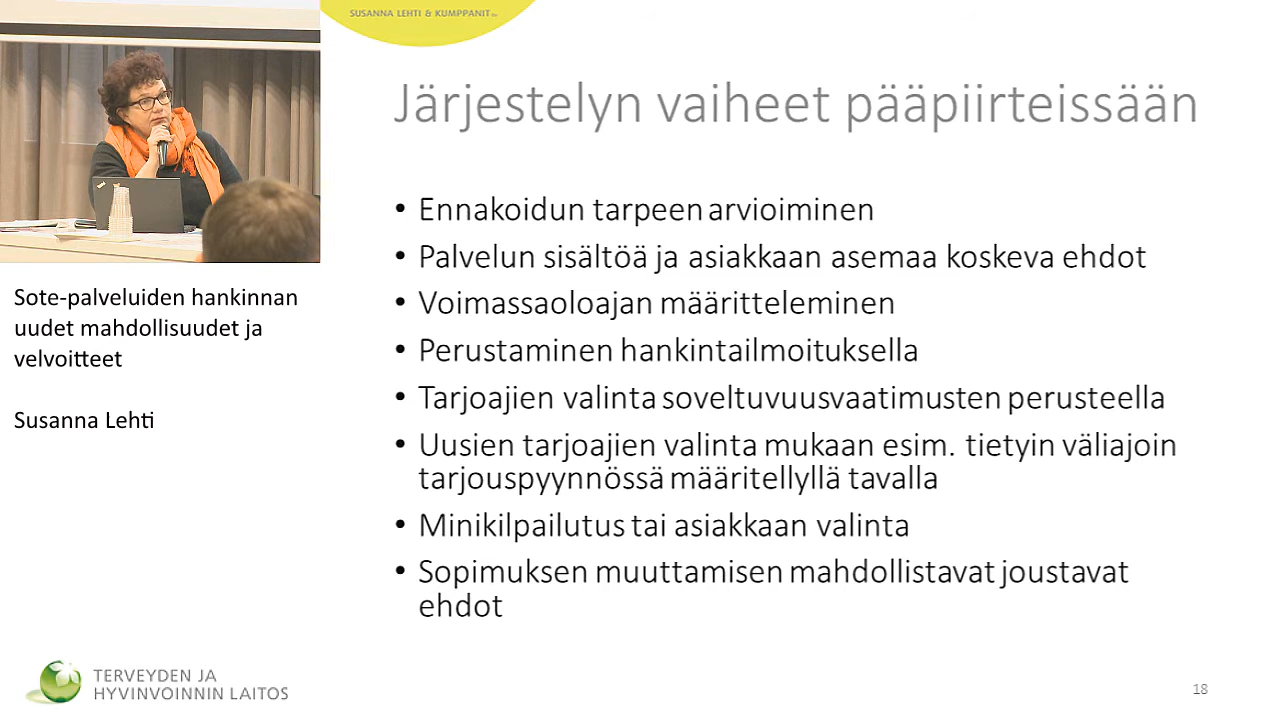 SUSANNA LEHTI & KUMPPANIT
Järjestelyn vaiheet pääpiirteissään
• Ennakoidun tarpeen arvioiminen
• Palvelun sisältöä ja asiakkaan asemaa koskeva ehdot
• Voimassaoloajan määritteleminen
• Perustaminen hankintailmoituksella
• Tarjoajien valinta soveltuvuusvaatimusten perusteella
• Uusien tarjoajien valinta mukaan esim. tietyin väliajoin
tarjouspyynnössä määritellyllä tavalla
• Minikilpailutus tai asiakkaan valinta
• Sopimuksen muuttamisen mahdollistavat joustavat
ehdot
Sote-palveluiden hankinnan
uudet mahdollisuudet ja
velvoitteet
Susanna Lehti
TERVEYDEN JA
HYVINVOINNIN LAITOS
18